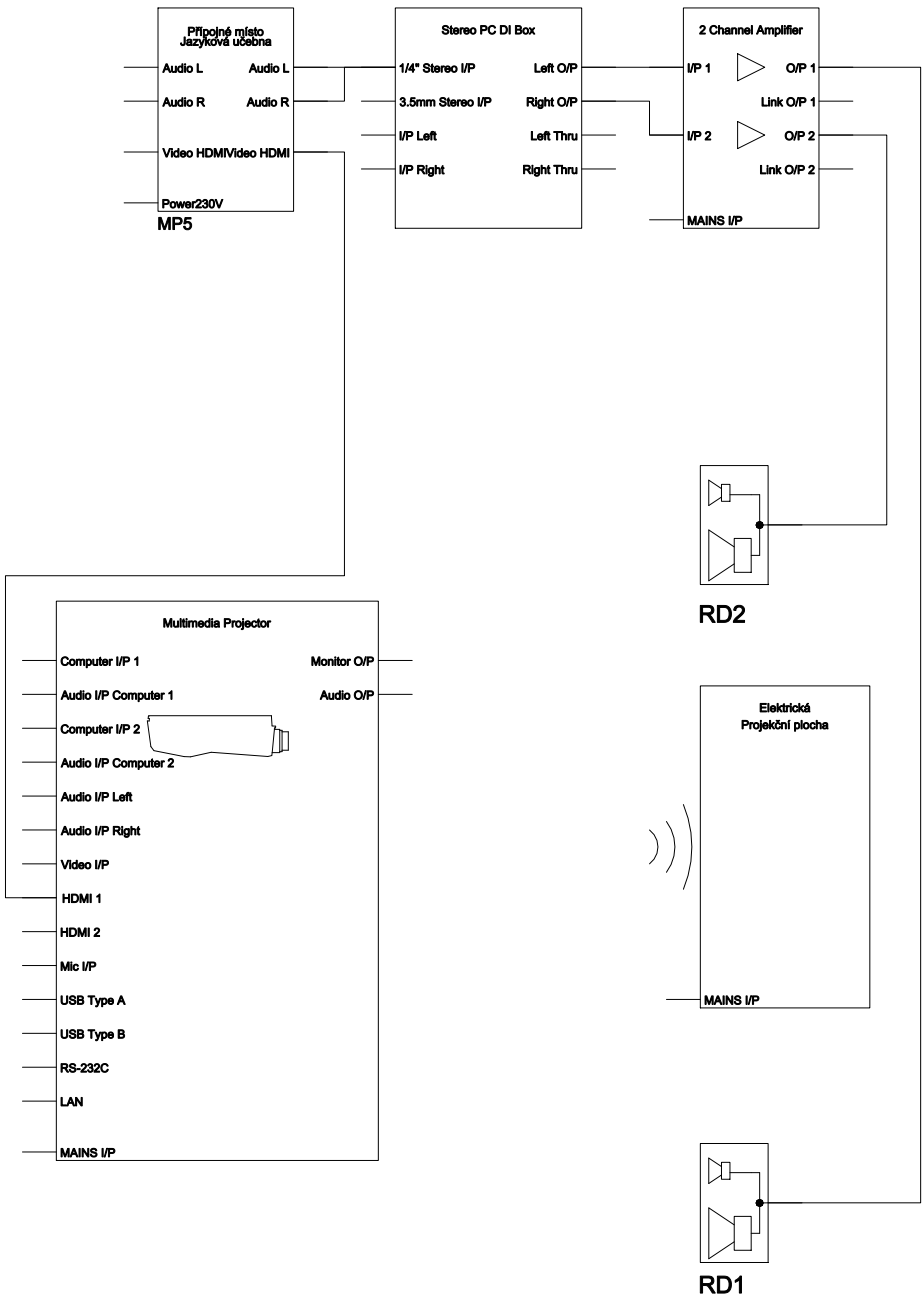 Přípojné místo
Jazyková učebna
Audio L Audio L
Audio R Audio R
Video HDMIVideo HDMI
Power230V
MP5
Stereo PC DI Box
1/4" Stereo I/P Left O/P
3.5mm Stereo I/P Right O/P
I/P Left Left Thru
I/P Right Right Thru
2 Channel Amplifier
I/P 1 O/P 1
Link O/P 1
I/P 2 O/P 2
Link O/P 2
MAINS I/P
RD2
Multimedia Projector
Computer I/P 1 Monitor O/P
Audio I/P Computer 1 Audio O/P
Computer I/P 2
Audio I/P Computer 2
Audio I/P Left
Audio I/P Right
Video I/P
HDMI 1
HDMI 2
Mic I/P
USB Type A
USB Type B
RS-232C
LAN
MAINS I/P
Elektrická
Projekční plocha
MAINS I/P
RD1